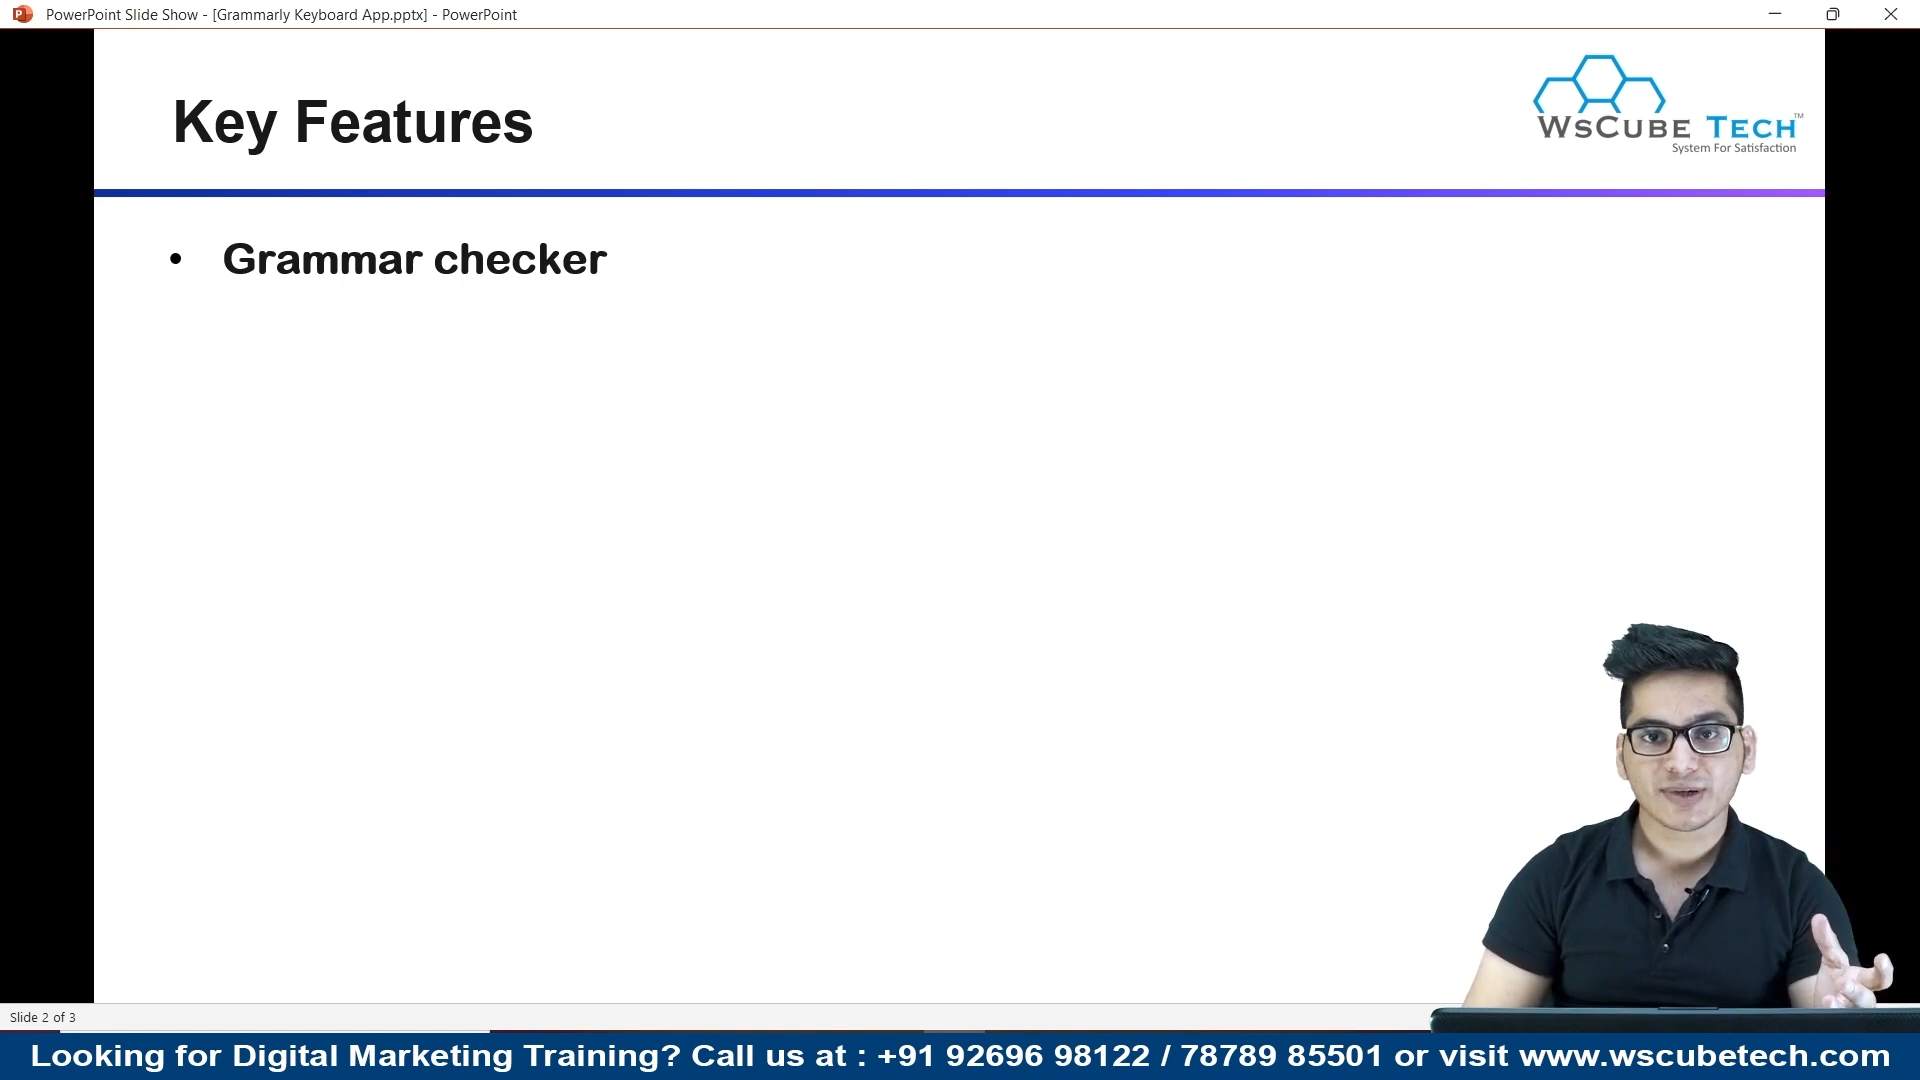 PowerPoint Slide Show - [Grammarly Keyboard App.pptx] - PowerPoint
Key Features
WsCube Tech™
System For Satisfaction
• Grammar checker
Slide 2 of 3
Looking for Digital Marketing Training? Call us at : +91 92696 98122 / 78789 85501 or visit www.wscubetech.com